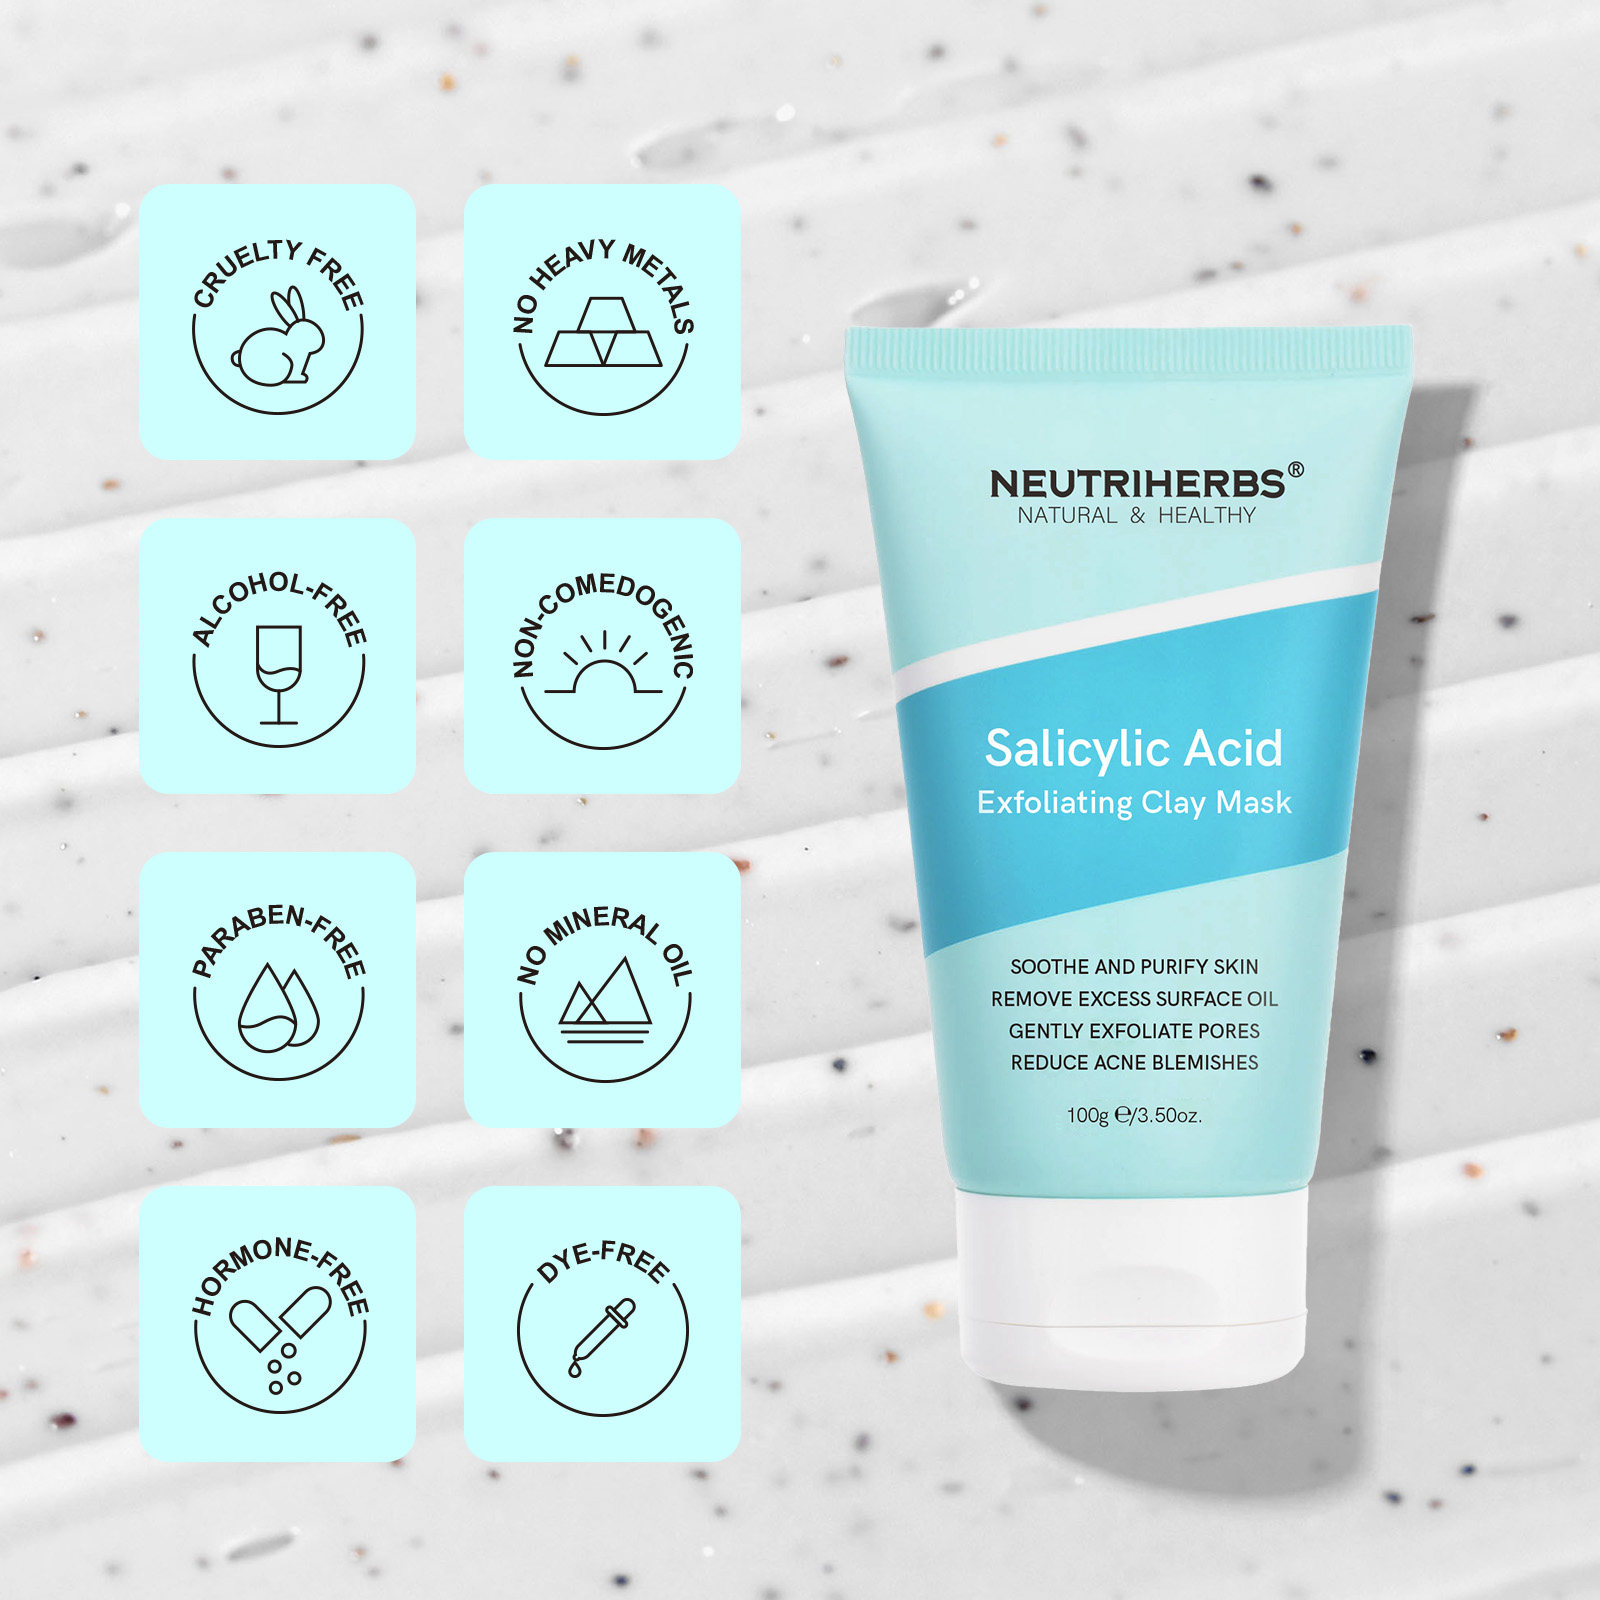 CRUELTY FREE
NO HEAVY METALS
ALCOHOL-FREE
NON-COMEDOGENIC
PARABEN-FREE
NO MINERAL OIL
HORMONE-FREE
DYE-FREE
NEUTRIHERBS®
NATURAL & HEALTHY
Salicylic Acid
Exfoliating Clay Mask
SOOTHE AND PURIFY SKIN
REMOVE EXCESS SURFACE OIL
GENTLY EXFOLIATE PORES
REDUCE ACNE BLEMISHES
100g ℮/3.50oz.